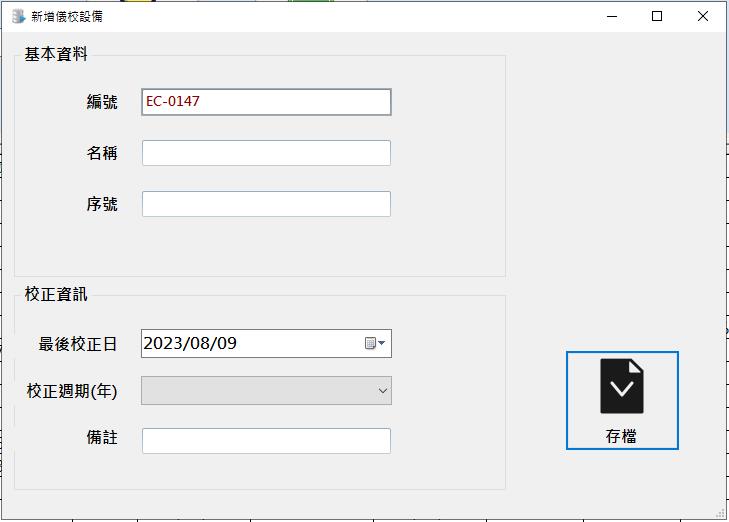 新增儀校設備
基本資料
編號 EC-0147
名稱
序號
校正資訊
最後校正日 2023/08/09
校正週期(年)
備註
存檔